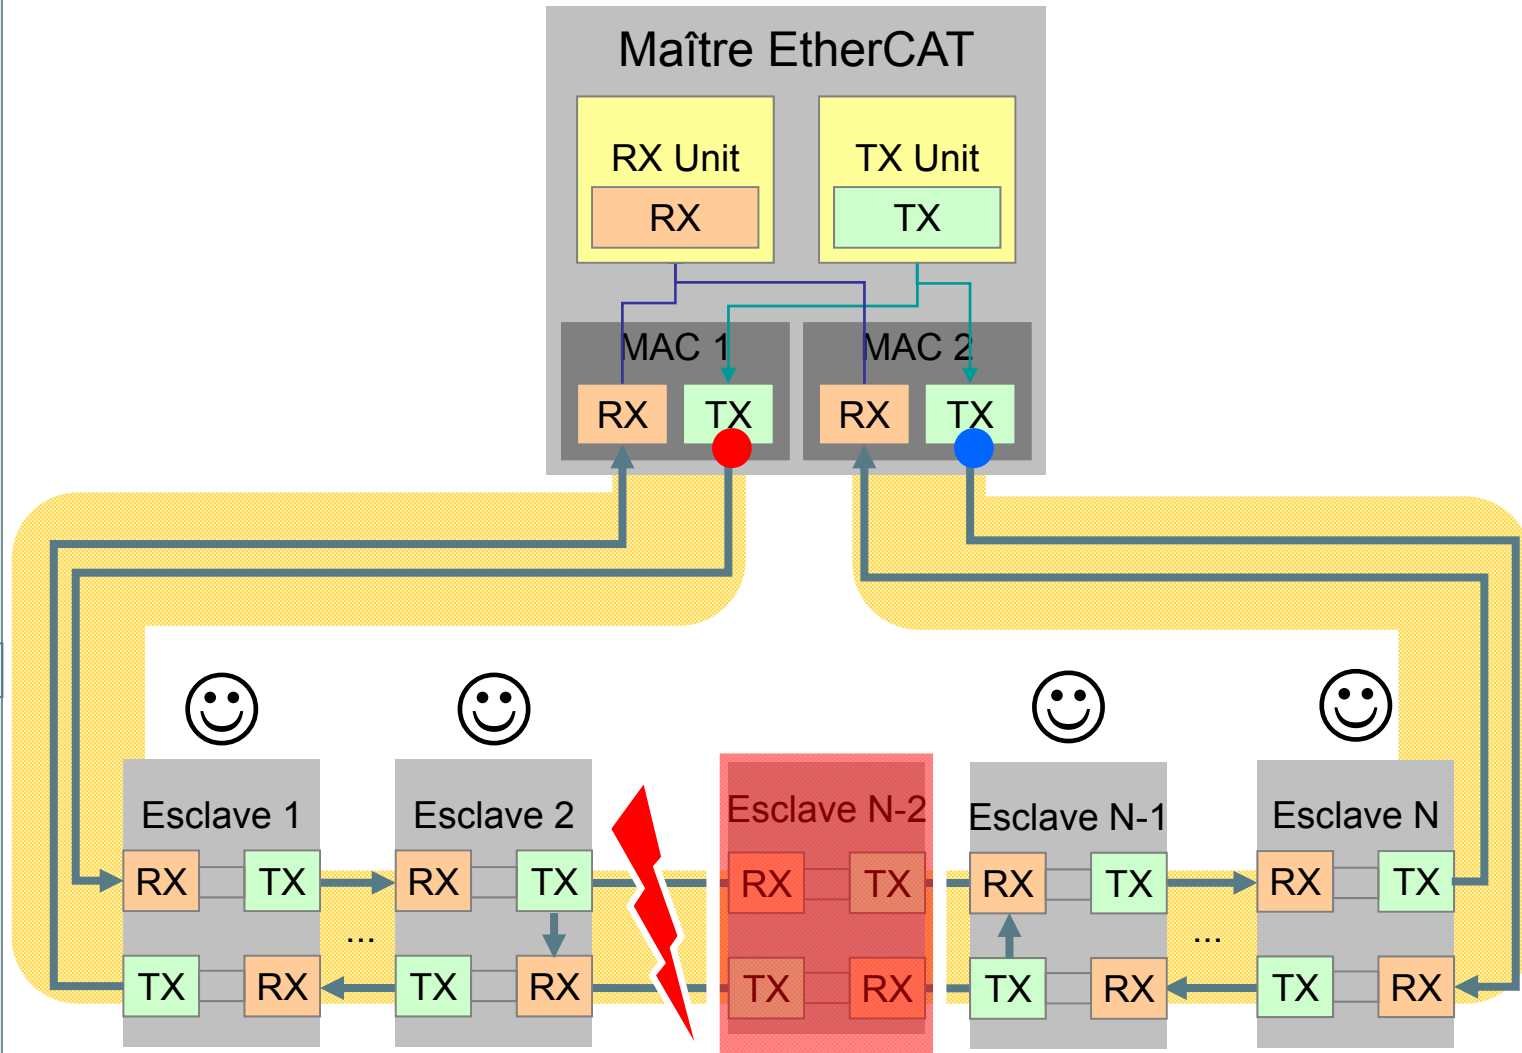 Maître EtherCAT
RX Unit
TX Unit
RX
TX
MAC 1
MAC 2
RX
TX
RX
TX
Esclave 1
Esclave 2
Esclave N-2
Esclave N-1
Esclave N
RX
TX
RX
TX
RX
TX
RX
TX
RX
TX
...
...
TX
RX
TX
RX
TX
RX
TX
RX
TX
RX